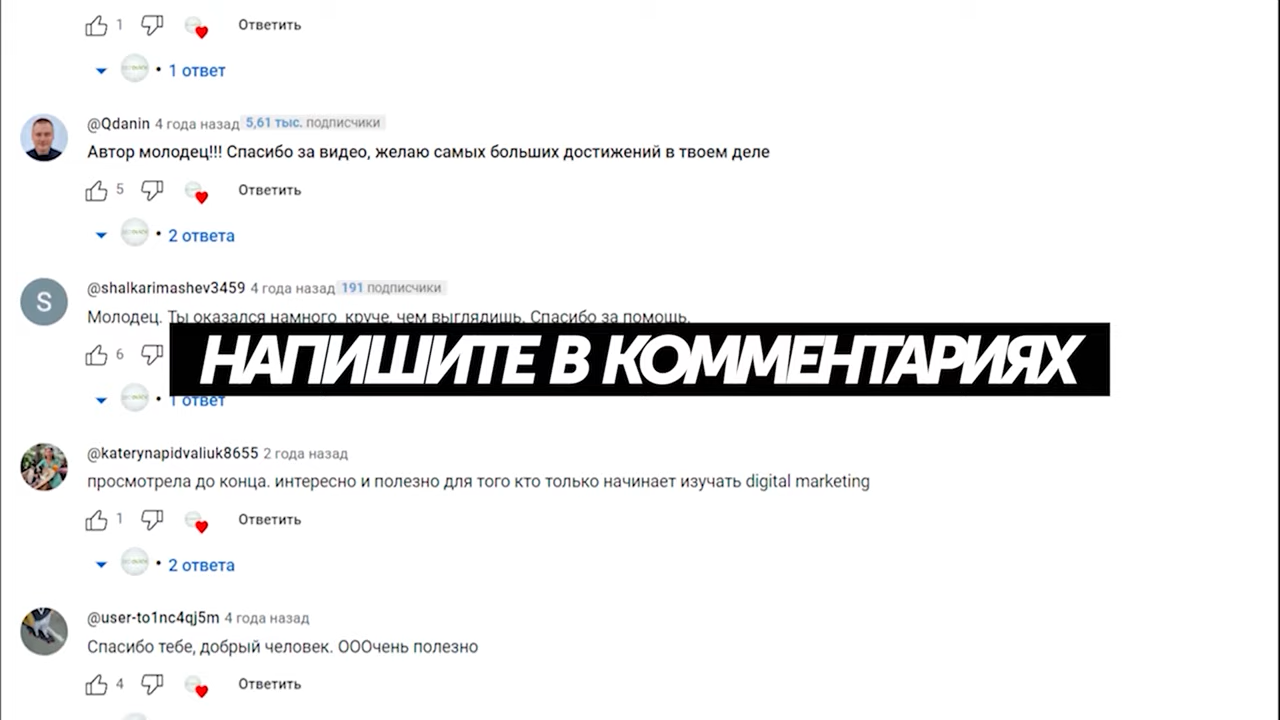 1 Ответить
• 1 ответ
@Qdanin 4 года назад 5,61 тыс. подписчики
Автор молодец!!! Спасибо за видео, желаю самых больших достижений в твоем деле
5 Ответить
• 2 ответа
S @shalkarimashev3459 4 года назад 191 подписчики
Молодец. Ты оказался намного круче, чем выглядишь. Спасибо за помощь.
НАПИШИТЕ В КОММЕНТАРИЯХ
6
• 1 ответ
@katerynapidvaliuk8655 2 года назад
просмотрела до конца. интересно и полезно для того кто только начинает изучать digital marketing
1 Ответить
• 2 ответа
@user-to1nc4qj5m 4 года назад
Спасибо тебе, добрый человек. ОООчень полезно
4 Ответить